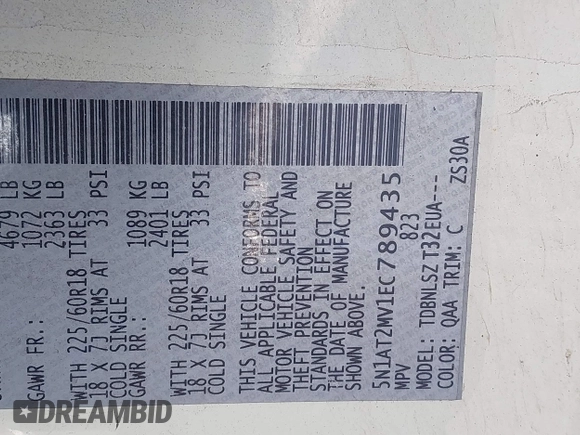 4679 LB
GAWR FR.: 1072 KG
2363 LB
WITH 225/60R18 TIRES
18 X 7J RIMS AT 33 PSI
COLD SINGLE
GAWR RR.: 1089 KG
2401 LB
WITH 225/60R18 TIRES
18 X 7J RIMS AT 33 PSI
COLD SINGLE
THIS VEHICLE CONFORMS TO
ALL APPLICABLE FEDERAL
MOTOR VEHICLE SAFETY AND
THEFT PREVENTION
STANDARDS IN EFFECT ON
THE DATE OF MANUFACTURE
SHOWN ABOVE.
5N1AT2MV1EC789435
MPV 823
MODEL: TDBNLSZ T32EUA---
COLOR: QAA TRIM: C ZS30A
DREAMBID